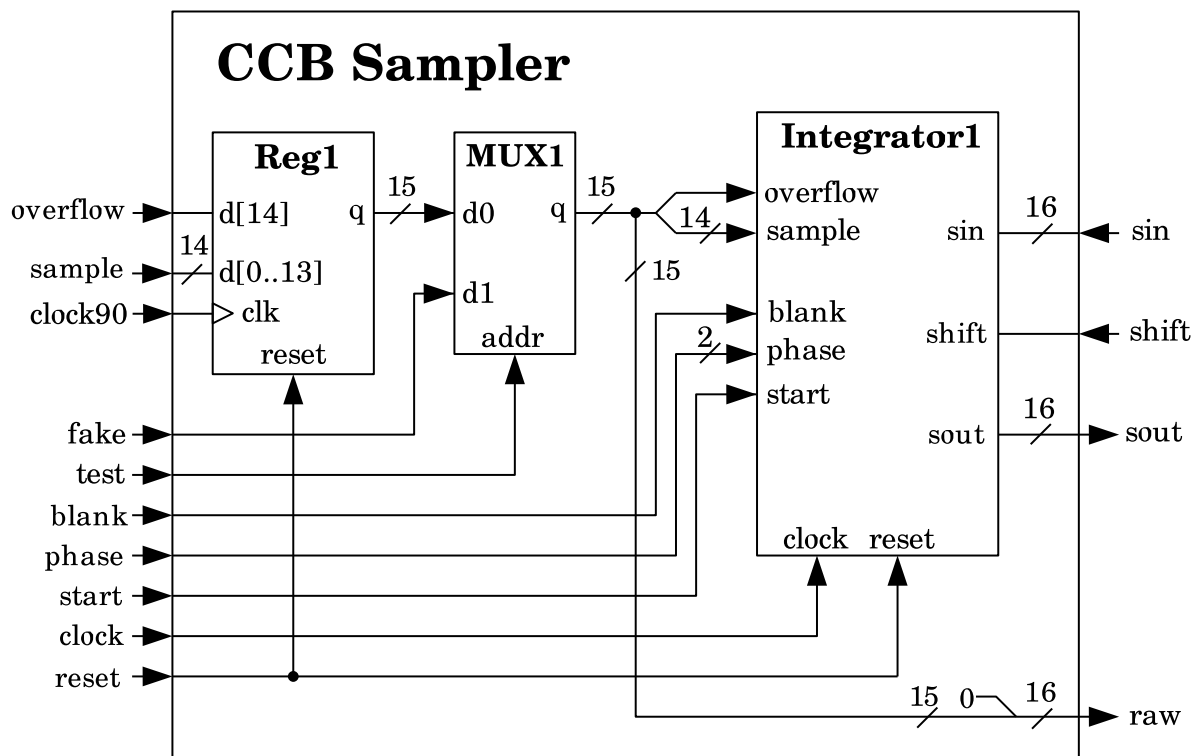 CCB Sampler
Reg1
MUX1
Integrator1
overflow
d[14]
q
15
d0
q
15
overflow
14
sample
sin
16
sin
sample
14
d[0..13]
15
clock90
clk
d1
blank
reset
addr
2
phase
shift
shift
start
fake
sout
16
sout
test
blank
phase
clock
reset
start
clock
reset
15
0
16
raw